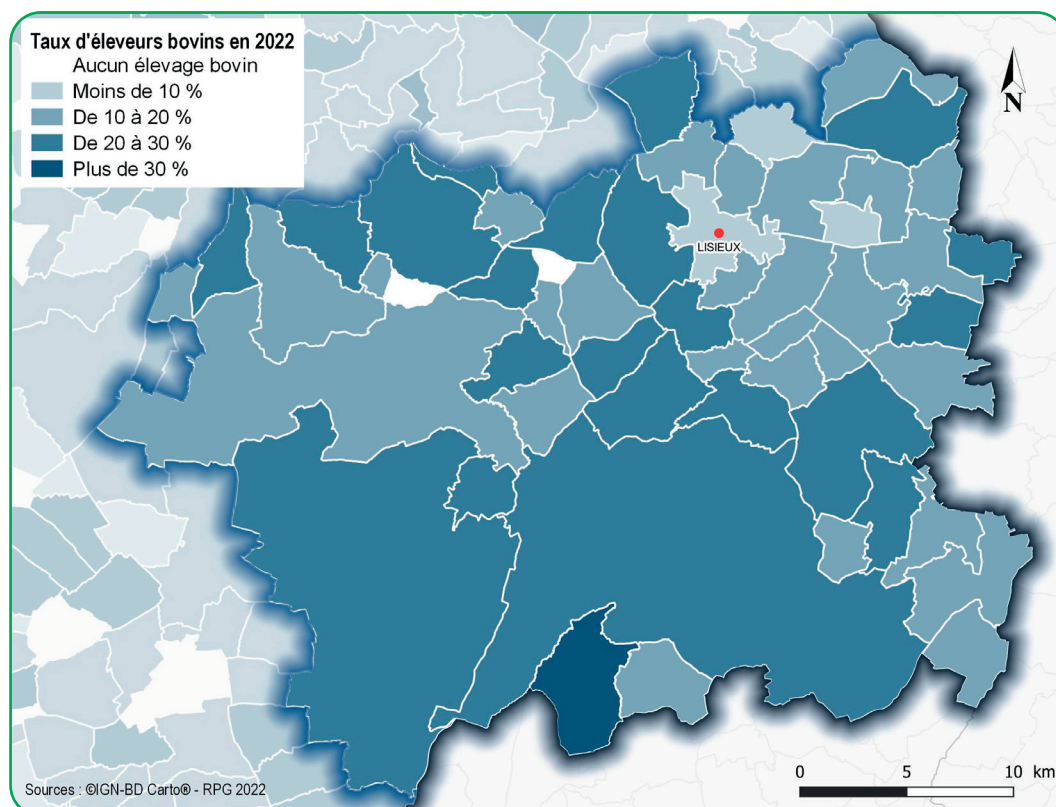 Taux d'éleveurs bovins en 2022
Aucun élevage bovin
Moins de 10 %
De 10 à 20 %
De 20 à 30 %
Plus de 30 %
N
LISIEUX
0 5 10 km
Sources : ©IGN-BD Carto® - RPG 2022